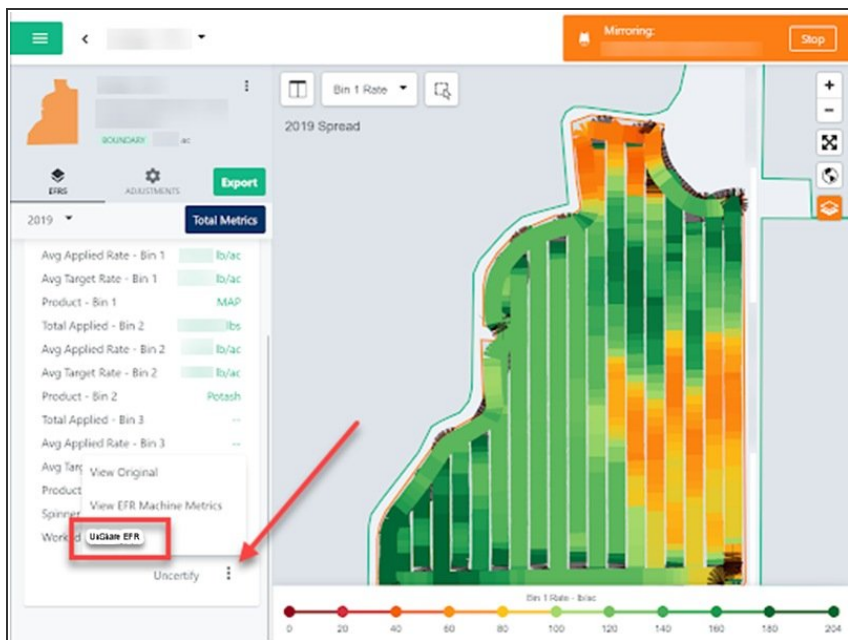 Mirroring:
Stop
BOUNDARY ac
EFRS
ADJUSTMENTS
Export
2019
Total Metrics
Avg Applied Rate - Bin 1 lb/ac
Avg Target Rate - Bin 1 lb/ac
Product - Bin 1 MAP
Total Applied - Bin 2 lbs
Avg Applied Rate - Bin 2 lb/ac
Avg Target Rate - Bin 2 lb/ac
Product - Bin 2 Potash
Total Applied - Bin 3 --
Avg Applied Rate - Bin 3 --
Avg Targ
Product
Spinner
Worked
View Original
View EFR Machine Metrics
UnShare EFR
Uncertify
Bin 1 Rate
2019 Spread
Bin 1 Rate - lb/ac
0 20 40 60 80 100 120 140 160 180 204